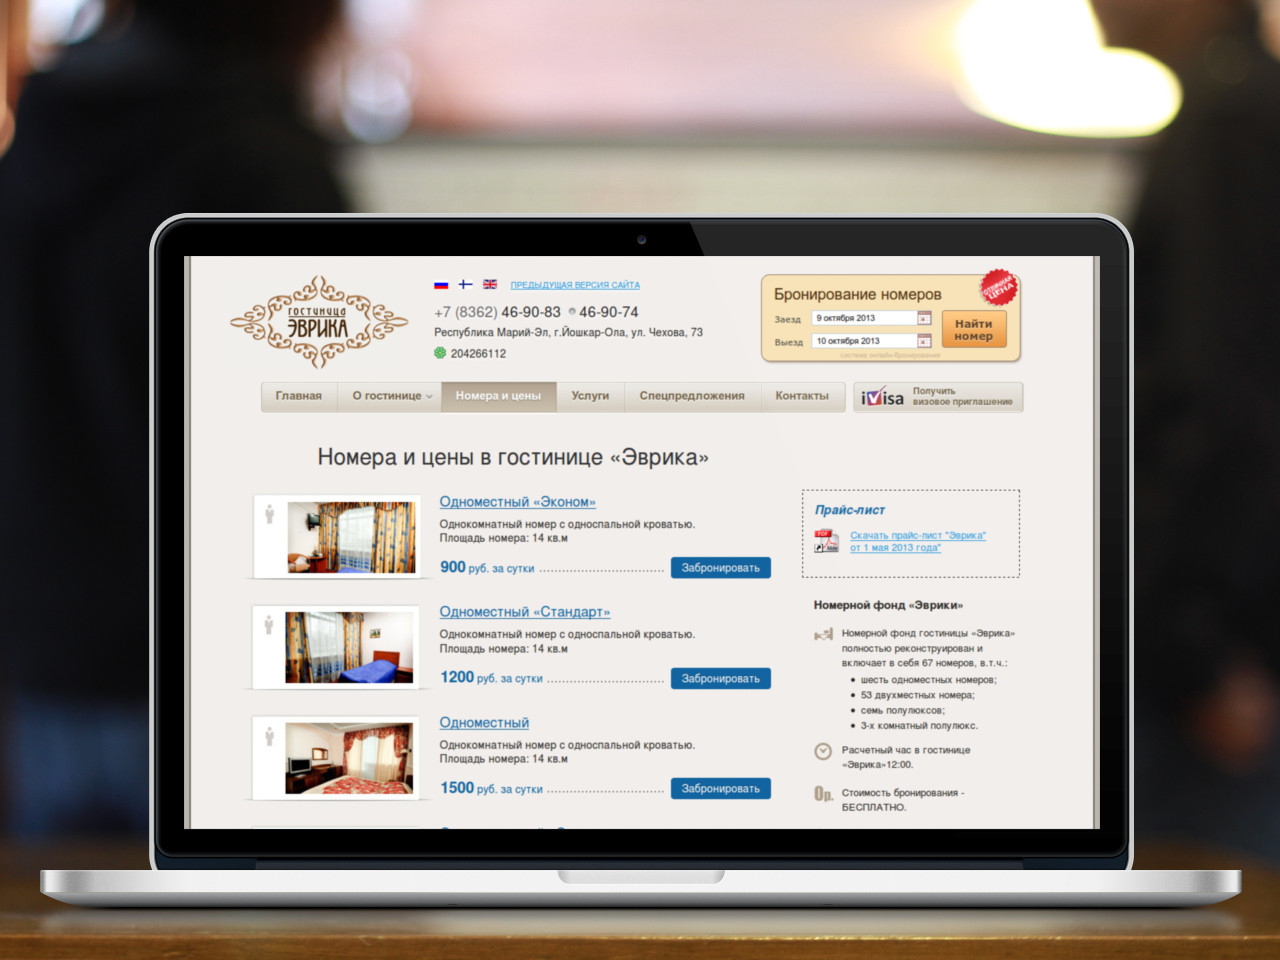 гостиница
ЭВРИКА
ПРЕДЫДУЩАЯ ВЕРСИЯ САЙТА
+7 (8362) 46-90-83 46-90-74
Республика Марий-Эл, г.Йошкар-Ола, ул. Чехова, 73
204266112
Бронирование номеров
ЦЕНА
Заезд
9 октября 2013
Выезд
10 октября 2013
Найти
номер
система онлайн-бронирования
Главная
О гостинице
Номера и цены
Услуги
Спецпредложения
Контакты
iVisa
Получить
визовое приглашение
Номера и цены в гостинице «Эврика»
Одноместный «Эконом»
Однокомнатный номер с односпальной кроватью.
Площадь номера: 14 кв.м
900 руб. за сутки
Забронировать
Одноместный «Стандарт»
Однокомнатный номер с односпальной кроватью.
Площадь номера: 14 кв.м
1200 руб. за сутки
Забронировать
Одноместный
Однокомнатный номер с односпальной кроватью.
Площадь номера: 14 кв.м
1500 руб. за сутки
Забронировать
Прайс-лист
PDF
Скачать прайс-лист "Эврика"
от 1 мая 2013 года"
Номерной фонд «Эврики»
Номерной фонд гостиницы «Эврика»
полностью реконструирован и
включает в себя 67 номеров, в.т.ч.:
• шесть одноместных номеров;
• 53 двухместных номера;
• семь полулюксов;
• 3-х комнатный полулюкс.
Расчетный час в гостинице
«Эврика»12:00.
0р.
Стоимость бронирования -
БЕСПЛАТНО.